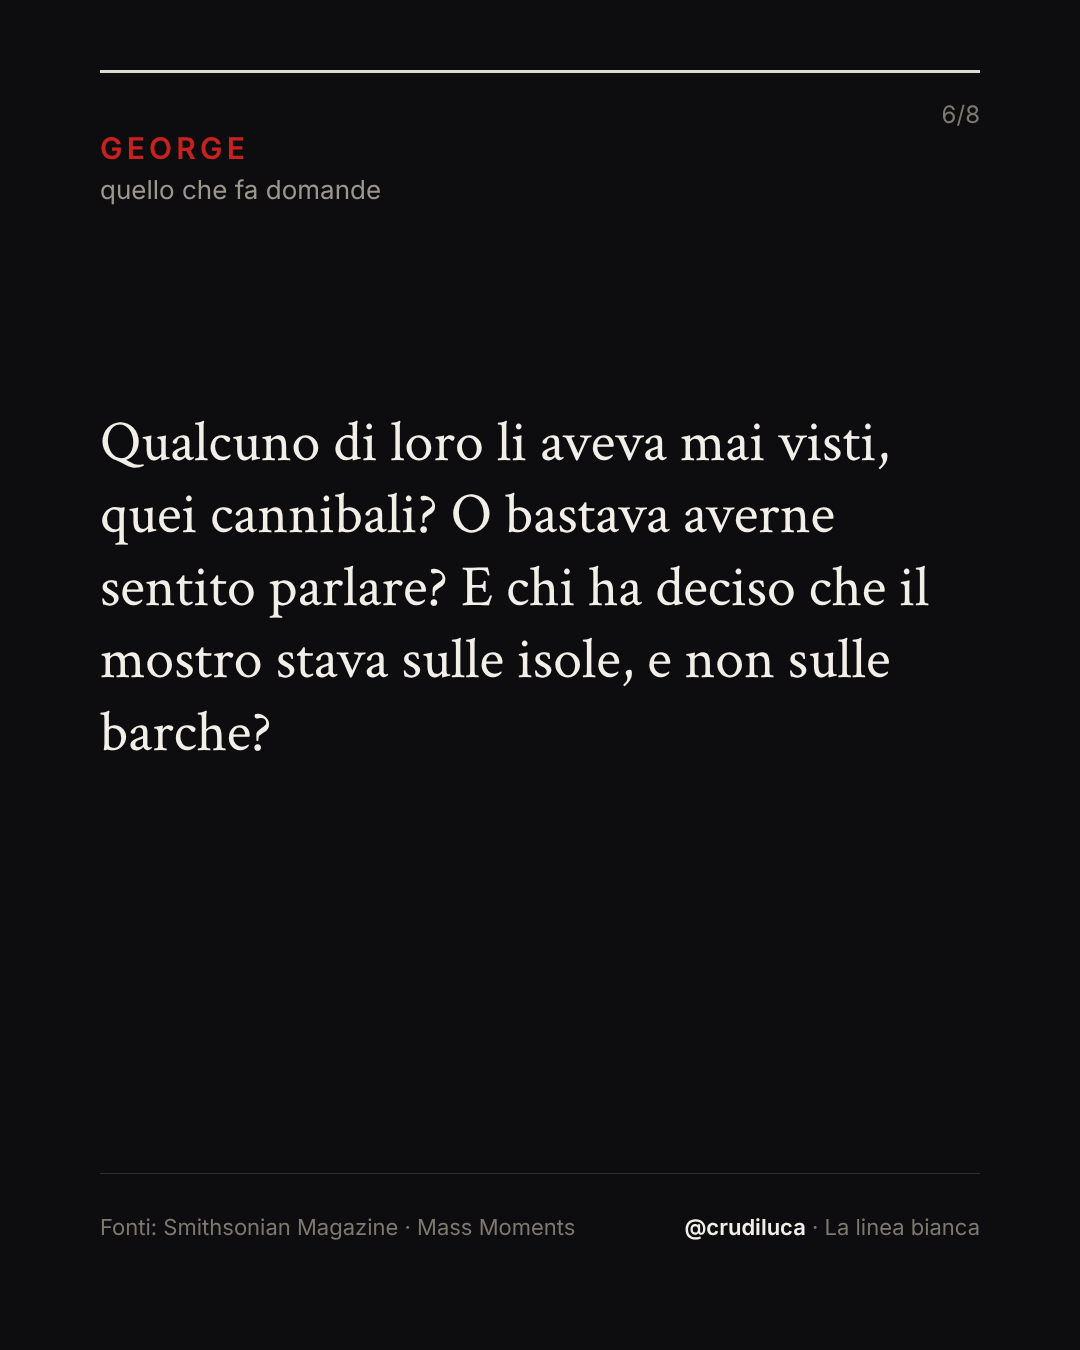 6/8
GEORGE
quello che fa domande
Qualcuno di loro li aveva mai visti,
quei cannibali? O bastava averne
sentito parlare? E chi ha deciso che il
mostro stava sulle isole, e non sulle
barche?
Fonti: Smithsonian Magazine · Mass Moments
@crudiluca · La linea bianca